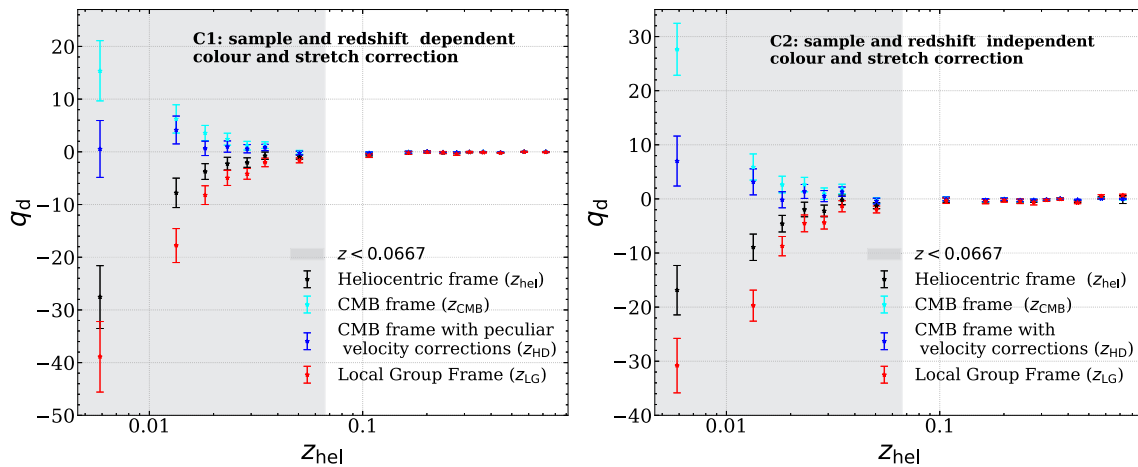 C1: sample and redshift dependent
colour and stretch correction
20
10
0
−10
−20
−30
−40
−50
q_d
z < 0.0667
Heliocentric frame (z_hel)
CMB frame (z_CMB)
CMB frame with peculiar
velocity corrections (z_HD)
Local Group Frame (z_LG)
0.01
0.1
z_hel
C2: sample and redshift independent
colour and stretch correction
30
20
10
0
−10
−20
−30
−40
q_d
z < 0.0667
Heliocentric frame (z_hel)
CMB frame (z_CMB)
CMB frame with
velocity corrections (z_HD)
Local Group Frame (z_LG)
0.01
0.1
z_hel